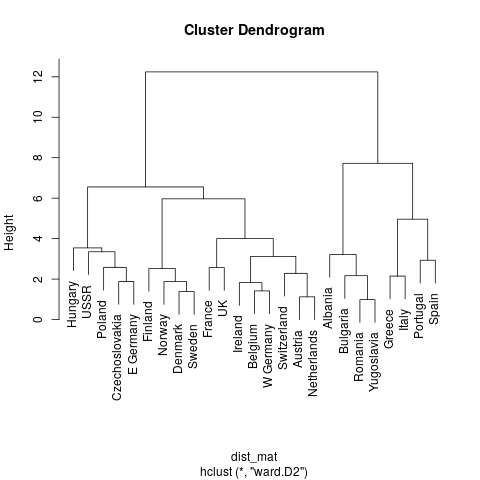 Cluster Dendrogram
Height
0
2
4
6
8
10
12
Hungary
USSR
Poland
Czechoslovakia
E Germany
Finland
Norway
Denmark
Sweden
France
UK
Ireland
Belgium
W Germany
Switzerland
Austria
Netherlands
Albania
Bulgaria
Romania
Yugoslavia
Greece
Italy
Portugal
Spain
dist_mat
hclust (*, "ward.D2")